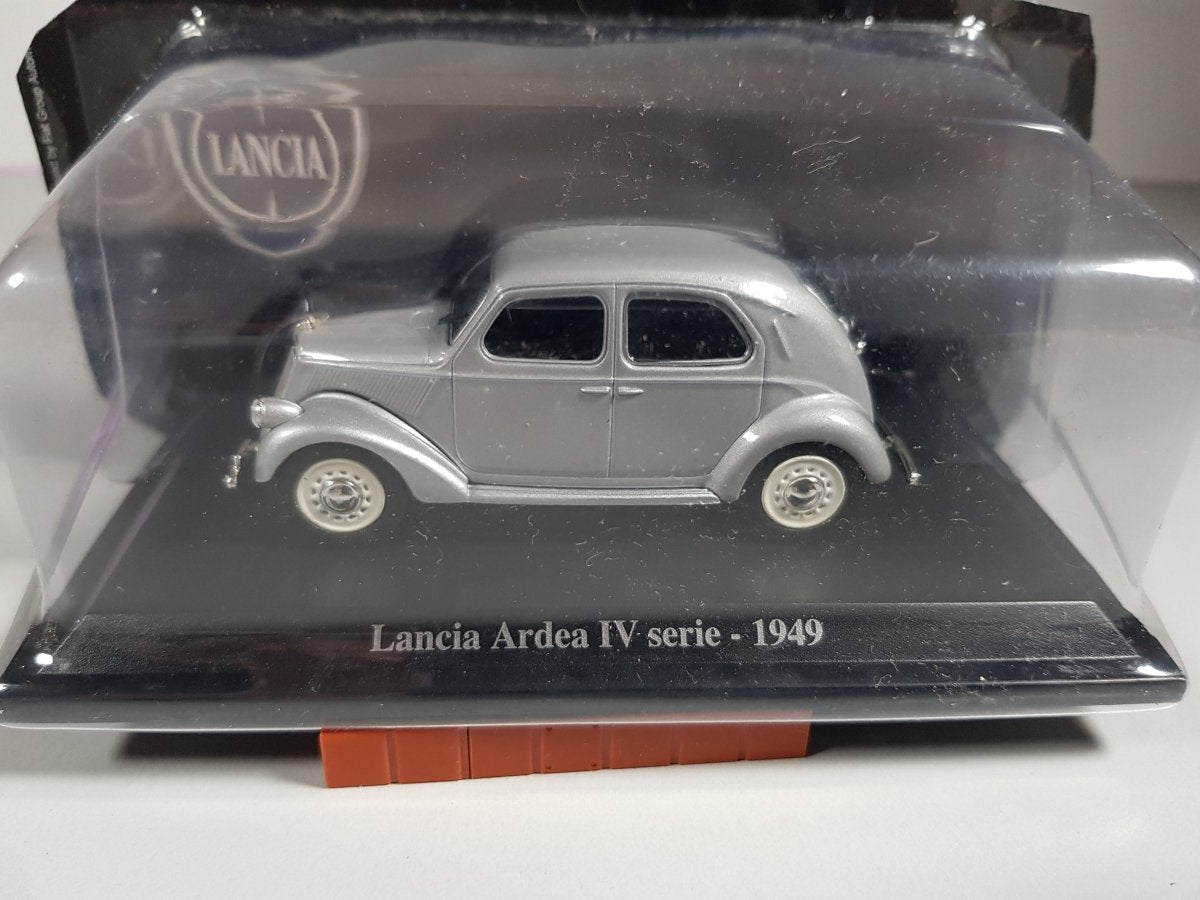 LANCIA
Lancia Ardea IV serie - 1949